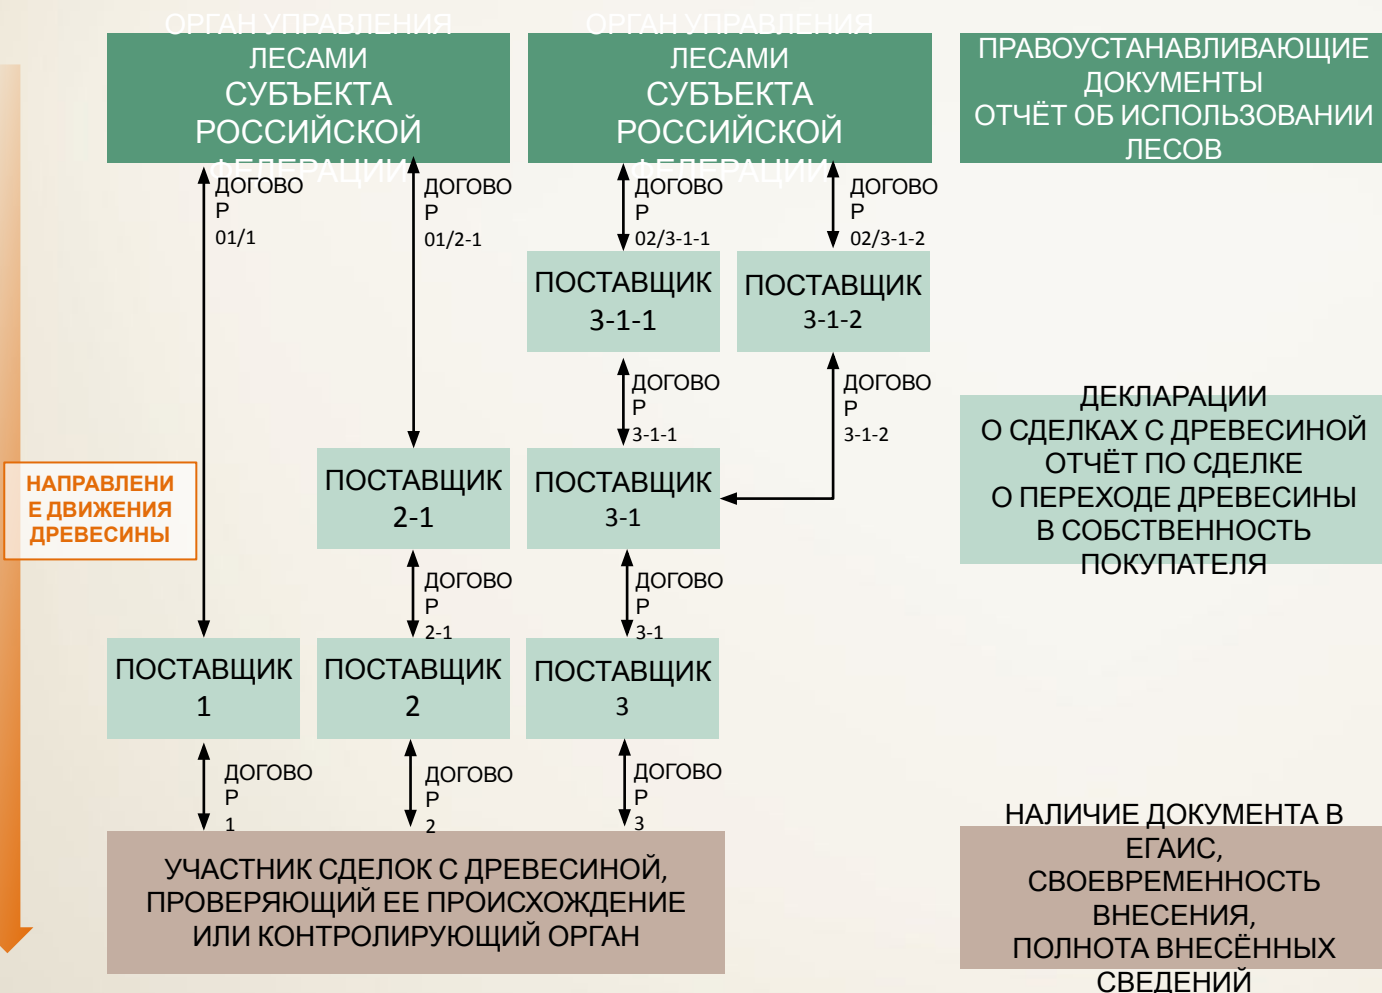 ОРГАН УПРАВЛЕНИЯ
ЛЕСАМИ
СУБЪЕКТА
РОССИЙСКОЙ
ФЕДЕРАЦИИ
ОРГАН УПРАВЛЕНИЯ
ЛЕСАМИ
СУБЪЕКТА
РОССИЙСКОЙ
ФЕДЕРАЦИИ
ПРАВОУСТАНАВЛИВАЮЩИЕ
ДОКУМЕНТЫ
ОТЧЁТ ОБ ИСПОЛЬЗОВАНИИ
ЛЕСОВ
ДОГОВО
Р
01/1
ДОГОВО
Р
01/2-1
ДОГОВО
Р
02/3-1-1
ДОГОВО
Р
02/3-1-2
ПОСТАВЩИК
3-1-1
ПОСТАВЩИК
3-1-2
ДОГОВО
Р
3-1-1
ДОГОВО
Р
3-1-2
ДЕКЛАРАЦИИ
О СДЕЛКАХ С ДРЕВЕСИНОЙ
ОТЧЁТ ПО СДЕЛКЕ
О ПЕРЕХОДЕ ДРЕВЕСИНЫ
В СОБСТВЕННОСТЬ
ПОКУПАТЕЛЯ
НАПРАВЛЕНИ
Е ДВИЖЕНИЯ
ДРЕВЕСИНЫ
ПОСТАВЩИК
2-1
ПОСТАВЩИК
3-1
ДОГОВО
Р
2-1
ДОГОВО
Р
3-1
ПОСТАВЩИК
1
ПОСТАВЩИК
2
ПОСТАВЩИК
3
ДОГОВО
Р
1
ДОГОВО
Р
2
ДОГОВО
Р
3
УЧАСТНИК СДЕЛОК С ДРЕВЕСИНОЙ,
ПРОВЕРЯЮЩИЙ ЕЕ ПРОИСХОЖДЕНИЕ
ИЛИ КОНТРОЛИРУЮЩИЙ ОРГАН
НАЛИЧИЕ ДОКУМЕНТА В
ЕГАИС,
СВОЕВРЕМЕННОСТЬ
ВНЕСЕНИЯ,
ПОЛНОТА ВНЕСЁННЫХ
СВЕДЕНИЙ